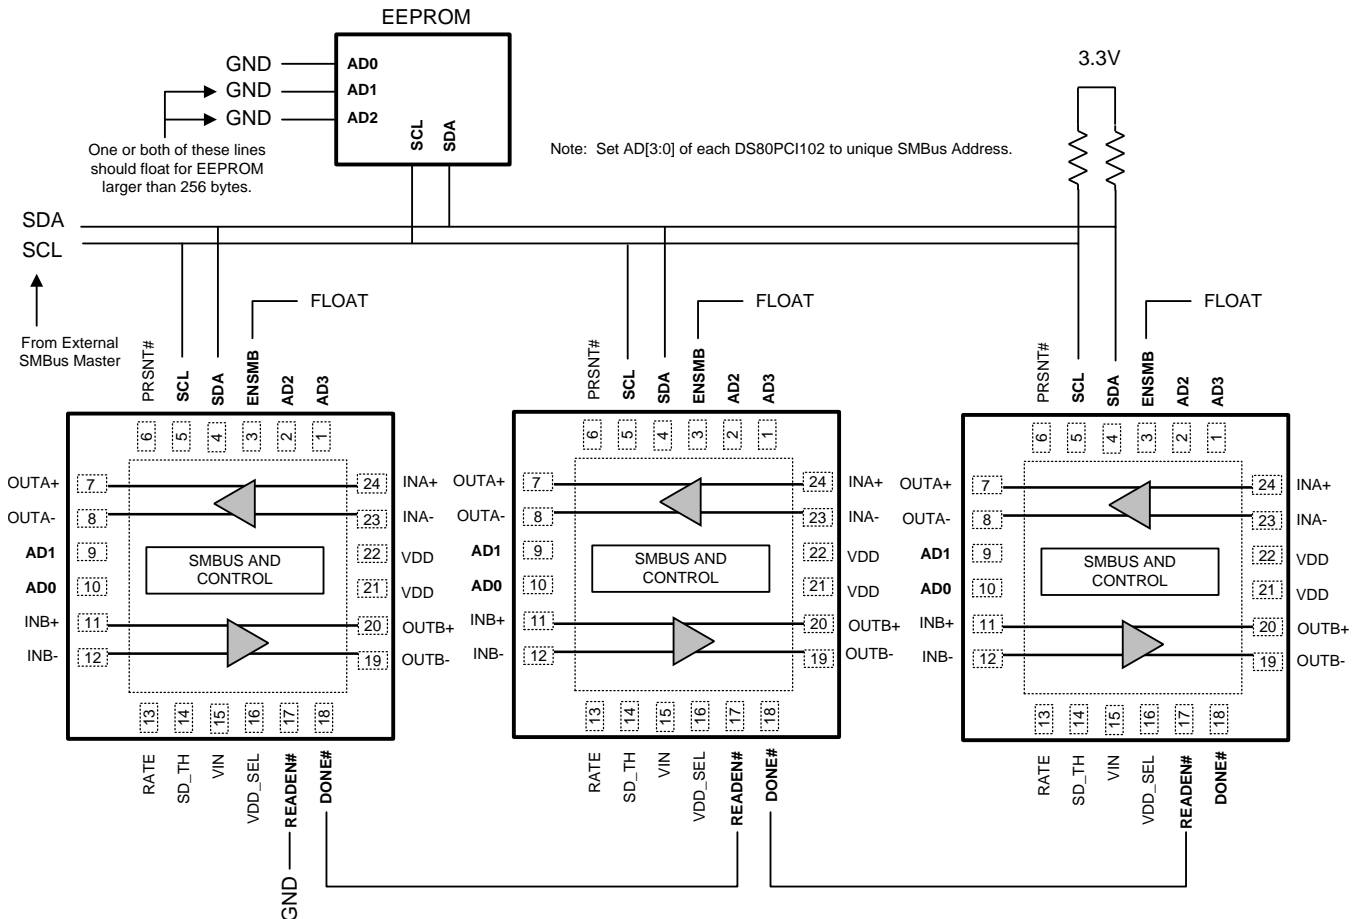 EEPROM
GND
AD0
GND
AD1
GND
AD2
SCL
SDA
One or both of these lines
should float for EEPROM
larger than 256 bytes.
Note: Set AD[3:0] of each DS80PCI102 to unique SMBus Address.
3.3V
SDA
SCL
From External
SMBus Master
FLOAT
PRSNT#
SCL
SDA
ENSMB
AD2
AD3
6
5
4
3
2
1
OUTA+
7
24
INA+
OUTA-
8
23
INA-
AD1
9
22
VDD
AD0
10
21
VDD
SMBUS AND
CONTROL
INB+
11
20
OUTB+
INB-
12
19
OUTB-
13
14
15
16
17
18
RATE
SD_TH
VIN
VDD_SEL
READEN#
DONE#
GND
FLOAT
PRSNT#
SCL
SDA
ENSMB
AD2
AD3
6
5
4
3
2
1
OUTA+
7
24
INA+
OUTA-
8
23
INA-
AD1
9
22
VDD
AD0
10
21
VDD
SMBUS AND
CONTROL
INB+
11
20
OUTB+
INB-
12
19
OUTB-
13
14
15
16
17
18
RATE
SD_TH
VIN
VDD_SEL
READEN#
DONE#
FLOAT
PRSNT#
SCL
SDA
ENSMB
AD2
AD3
6
5
4
3
2
1
OUTA+
7
24
INA+
OUTA-
8
23
INA-
AD1
9
22
VDD
AD0
10
21
VDD
SMBUS AND
CONTROL
INB+
11
20
OUTB+
INB-
12
19
OUTB-
13
14
15
16
17
18
RATE
SD_TH
VIN
VDD_SEL
READEN#
DONE#